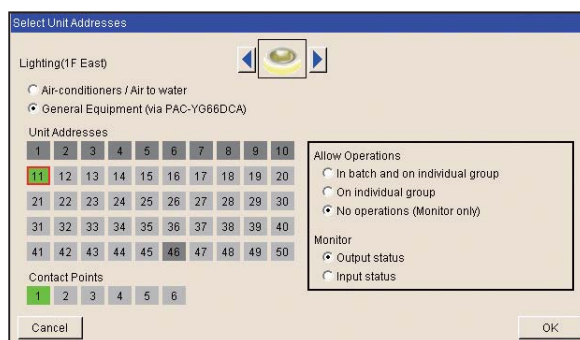 Select Unit Addresses
Lighting(1F East)
Air-conditioners / Air to water
General Equipment (via PAC-YG66DCA)
Unit Addresses
1 2 3 4 5 6 7 8 9 10
11 12 13 14 15 16 17 18 19 20
21 22 23 24 25 26 27 28 29 30
31 32 33 34 35 36 37 38 39 40
41 42 43 44 45 46 47 48 49 50
Contact Points
1 2 3 4 5 6
Allow Operations
In batch and on individual group
On individual group
No operations (Monitor only)
Monitor
Output status
Input status
Cancel
OK